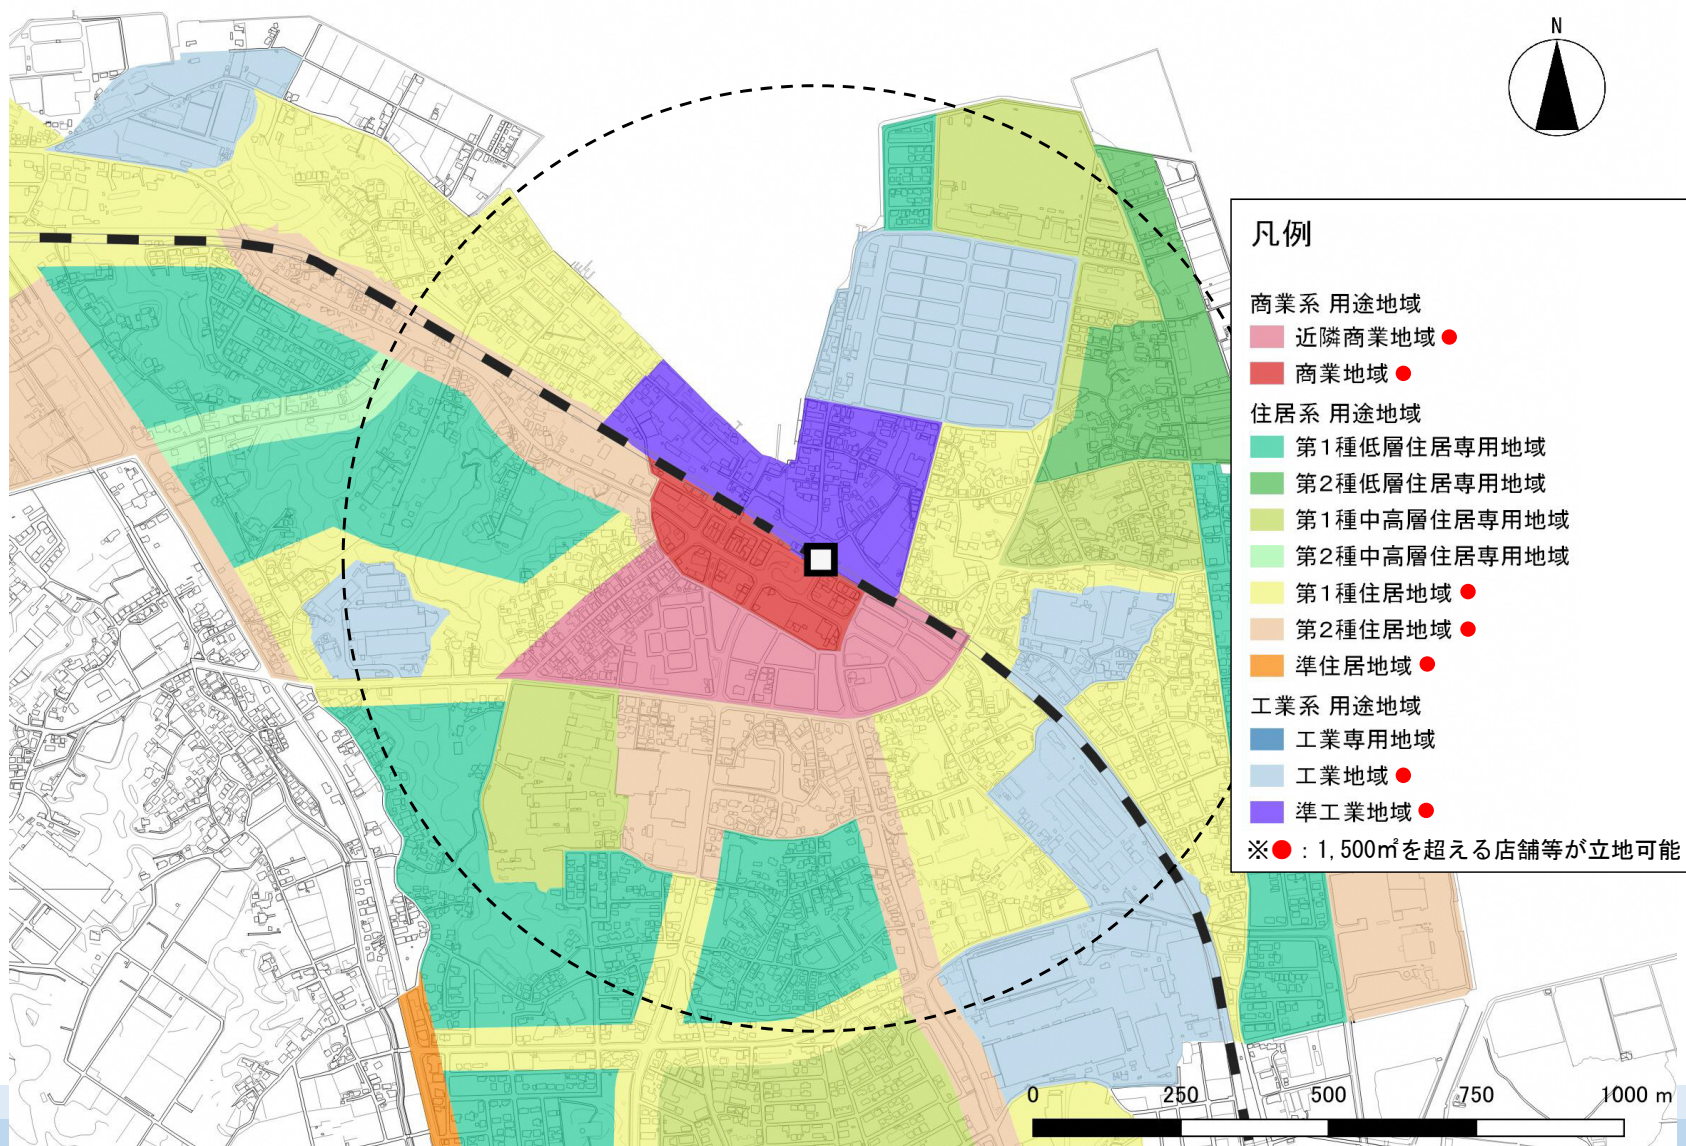 N
凡例
商業系 用途地域
近隣商業地域●
商業地域●
住居系 用途地域
第1種低層住居専用地域
第2種低層住居専用地域
第1種中高層住居専用地域
第2種中高層住居専用地域
第1種住居地域●
第2種住居地域●
準住居地域●
工業系 用途地域
工業専用地域
工業地域●
準工業地域●
※●：1,500㎡を超える店舗等が立地可能
0 250 500 750 1000 m